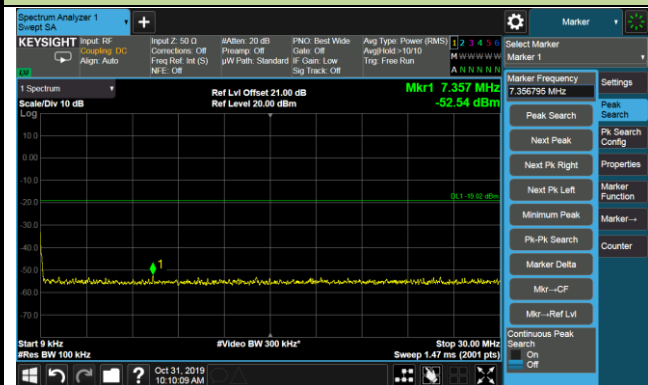 Spectrum Analyzer 1
Swept SA
+
Marker
KEYSIGHT
Input: RF
Coupling: DC
Align: Auto
Input Z: 50 Ω
Corrections: Off
Freq Ref: Int (S)
NFE: Off
#Atten: 20 dB
Preamp: Off
µW Path: Standard
PNO: Best Wide
Gate: Off
IF Gain: Low
Sig Track: Off
Avg Type: Power (RMS)
Avg|Hold:>10/10
Trig: Free Run
1 2 3 4 5 6
M W W W W W
A N N N N N
LV
Select Marker
Marker 1
1 Spectrum
Scale/Div 10 dB
Log
Ref Lvl Offset 21.00 dB
Ref Level 20.00 dBm
Mkr1 7.357 MHz
-52.54 dBm
10.0
0.00
-20.0
-30.0
-40.0
-50.0
-60.0
-70.0
DL1 -19.02 dBm
1
Start 9 kHz
#Res BW 100 kHz
#Video BW 300 kHz*
Stop 30.00 MHz
Sweep 1.47 ms (2001 pts)
Marker Frequency
7.356795 MHz
Peak Search
Next Peak
Next Pk Right
Next Pk Left
Minimum Peak
Pk-Pk Search
Marker Delta
Mkr→CF
Mkr→Ref Lvl
Continuous Peak
Search
On
Off
Settings
Peak
Search
Pk Search
Config
Properties
Marker
Function
Marker→
Counter
?
Oct 31, 2019
10:10:09 AM